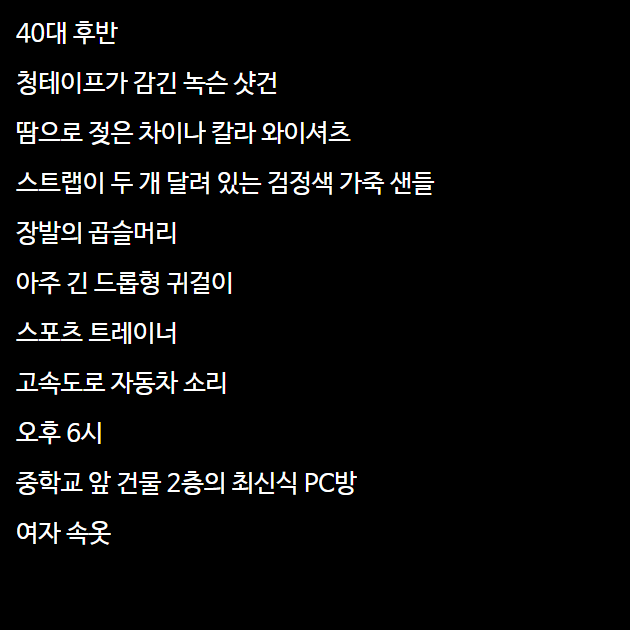 40대 후반
청테이프가 감긴 녹슨 샷건
땀으로 젖은 차이나 칼라 와이셔츠
스트랩이 두 개 달려 있는 검정색 가죽 샌들
장발의 곱슬머리
아주 긴 드롭형 귀걸이
스포츠 트레이너
고속도로 자동차 소리
오후 6시
중학교 앞 건물 2층의 최신식 PC방
여자 속옷